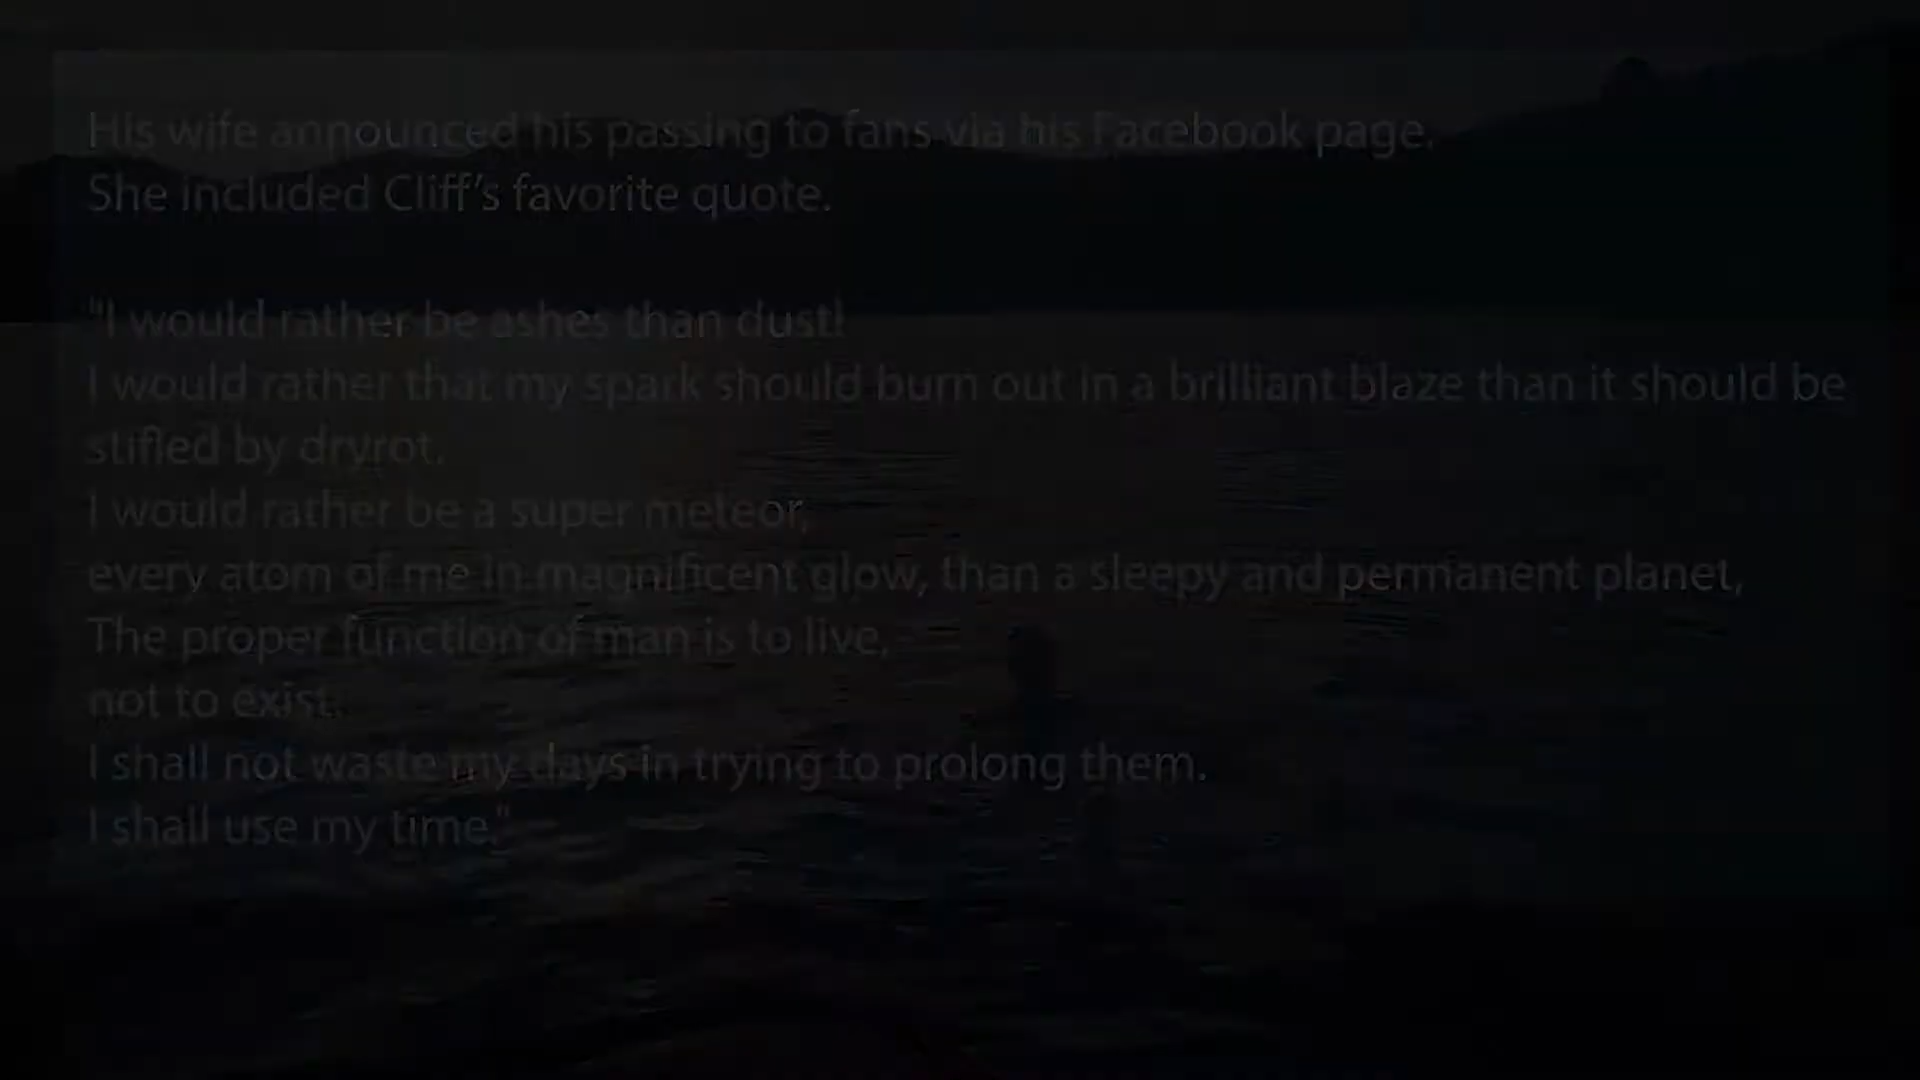 His wife announced his passing to fans via his Facebook page.
She included Cliff's favorite quote.
"I would rather be ashes than dust!
I would rather that my spark should burn out in a brilliant blaze than it should be
stifled by dryrot.
I would rather be a super meteor,
every atom of me in magnificent glow, than a sleepy and permanent planet,
The proper function of man is to live,
not to exist.
I shall not waste my days in trying to prolong them.
I shall use my time."